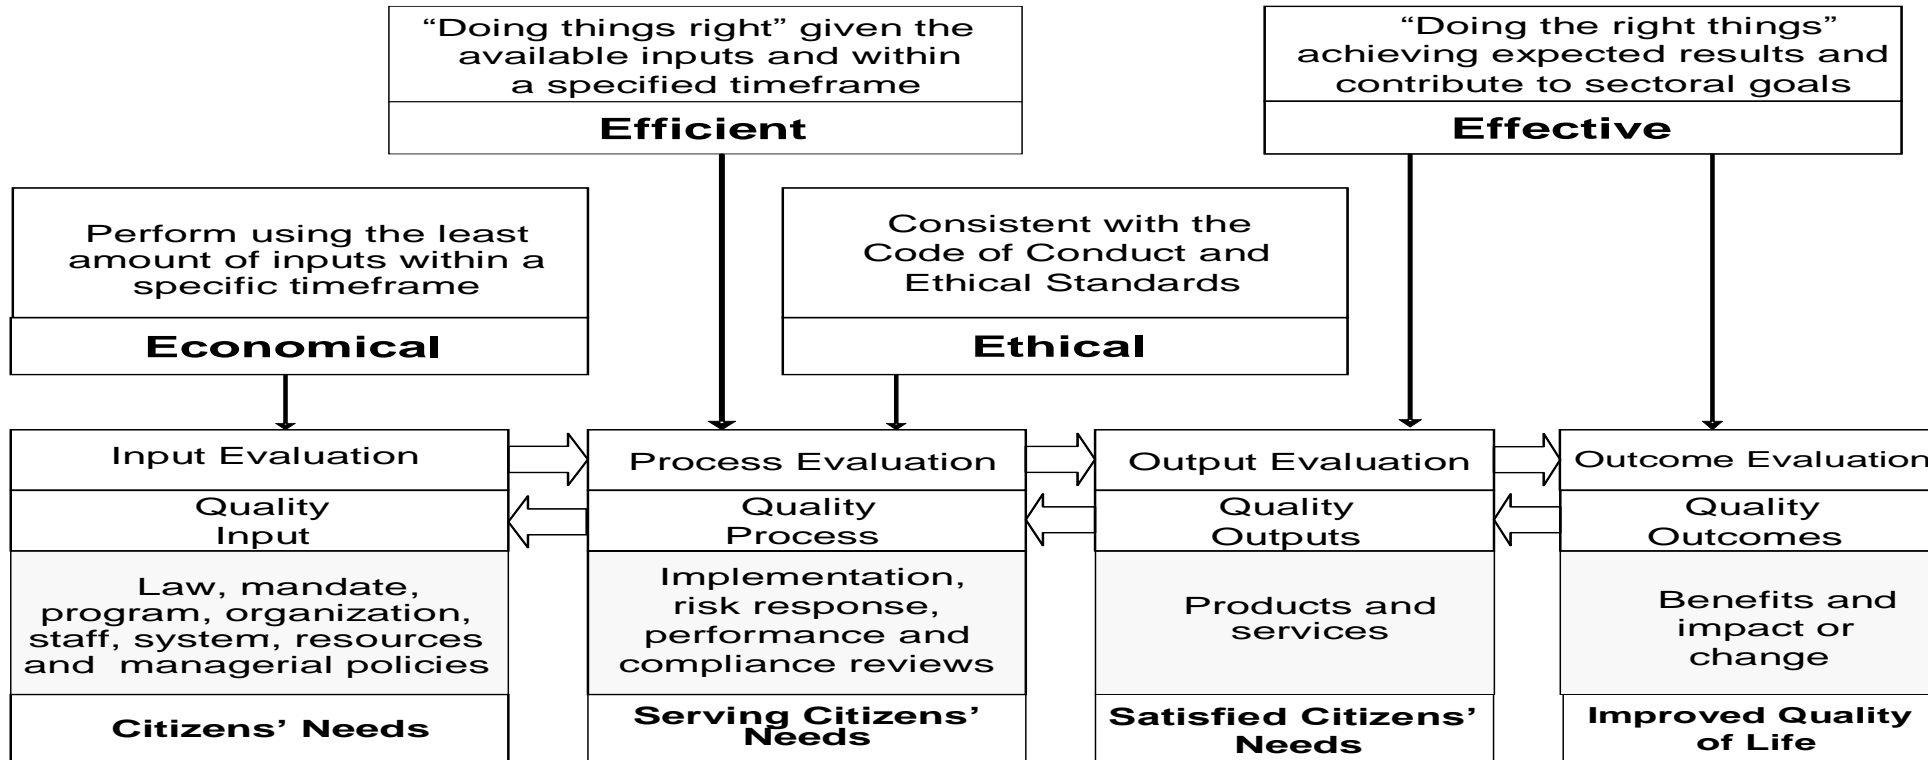 “Doing things right” given the
available inputs and within
a specified timeframe
Efficient
“Doing the right things”
achieving expected results and
contribute to sectoral goals
Effective
Perform using the least
amount of inputs within a
specific timeframe
Economical
Consistent with the
Code of Conduct and
Ethical Standards
Ethical
Input Evaluation
Quality
Input
Law, mandate,
program, organization,
staff, system, resources
and managerial policies
Citizens’ Needs
Process Evaluation
Quality
Process
Implementation,
risk response,
performance and
compliance reviews
Serving Citizens’
Needs
Output Evaluation
Quality
Outputs
Products and
services
Satisfied Citizens’
Needs
Outcome Evaluation
Quality
Outcomes
Benefits and
impact or
change
Improved Quality
of Life